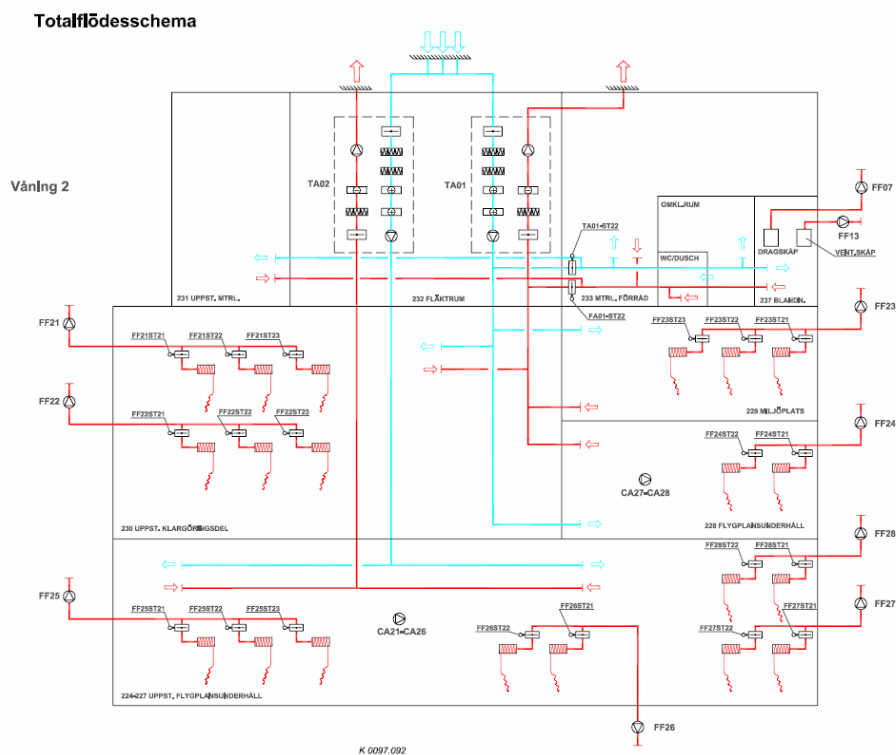 Totalflödesschema
TA02
TA01
Våning 2
FF07
OMKL.RUM
TA01-ST22
FF13
DRAGSKÅP
VENT.SKÅP
WC/DUSCH
231 UPPST. MTRL.
232 FLÄKTRUM
233 MTRL. FÖRRÅD
237 BLANDN.
FA01-ST22
FF21
FF23
FF21ST21
FF21ST22
FF21ST23
FF23ST23
FF23ST22
FF23ST21
FF22
229 MILJÖPLATS
FF22ST21
FF22ST22
FF22ST23
FF24
FF24ST22
FF24ST21
CA27-CA28
230 UPPST. KLARGÖRINGSDEL
228 FLYGPLANSUNDERHÅLL
FF28
FF28ST22
FF28ST21
FF25
FF27
FF25ST21
FF25ST22
FF25ST23
CA21-CA26
FF26ST22
FF26ST21
FF27ST22
FF27ST21
224-227 UPPST. FLYGPLANSUNDERHÅLL
FF26
K 0097.092